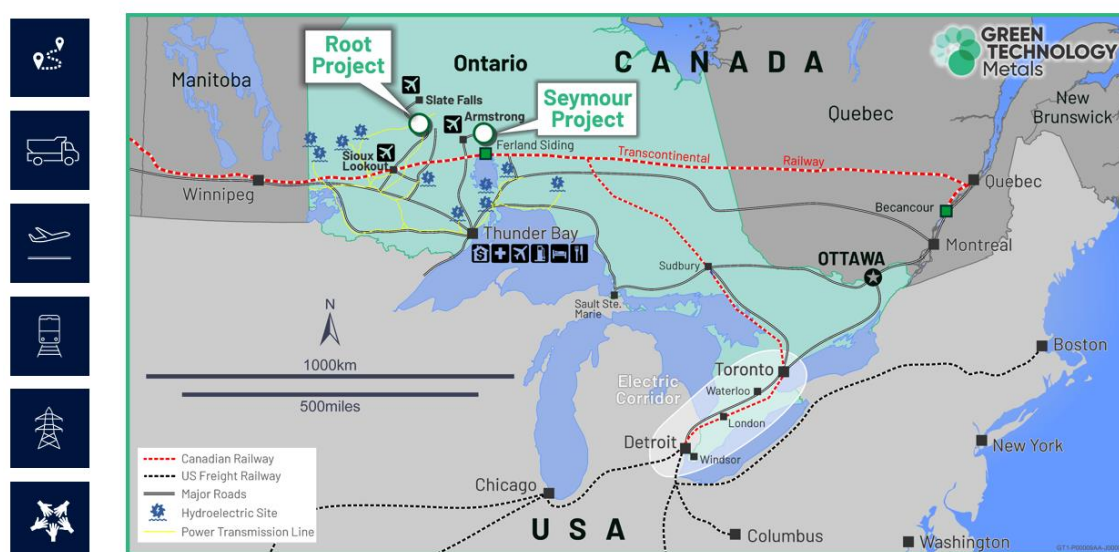 Root
Project
Ontario
CANADA
GREEN
TECHNOLOGY
Metals
Manitoba
Slate Falls
Seymour
Project
Quebec
New
Brunswick
Armstrong
Ferland Siding
Sioux
Lookout
Transcontinental
Railway
Winnipeg
Quebec
Becancour
Thunder Bay
Montreal
OTTAWA
Sudbury
Sault Ste.
Marie
N
1000km
500miles
Boston
Toronto
Electric
Corridor
Waterloo
London
Detroit
Windsor
New York
Canadian Railway
US Freight Railway
Major Roads
Hydroelectric Site
Power Transmission Line
Chicago
USA
Columbus
Washington